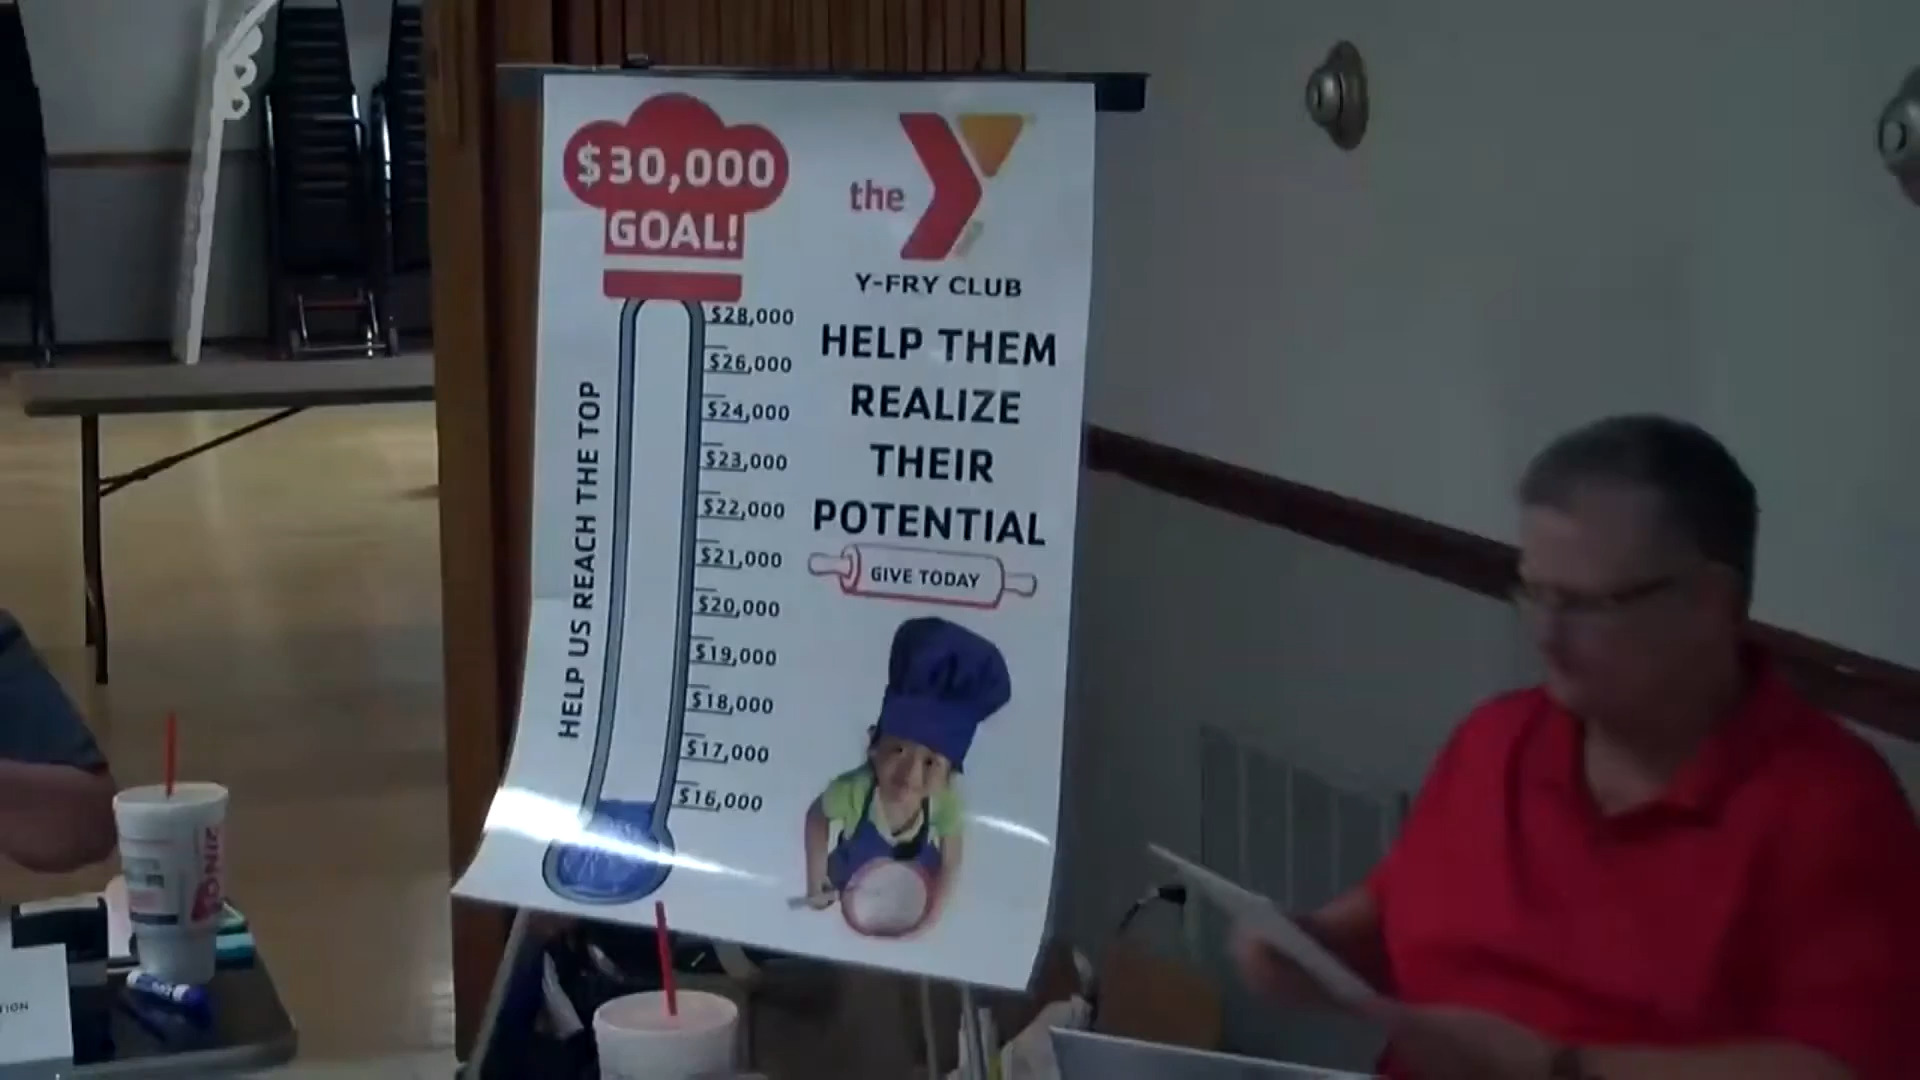 $30,000
GOAL!
the
Y-FRY CLUB
HELP THEM
REALIZE
THEIR
POTENTIAL
GIVE TODAY
HELP US REACH THE TOP
$28,000
$26,000
$24,000
$23,000
$22,000
$21,000
$20,000
$19,000
$18,000
$17,000
$16,000
SONIC
TION